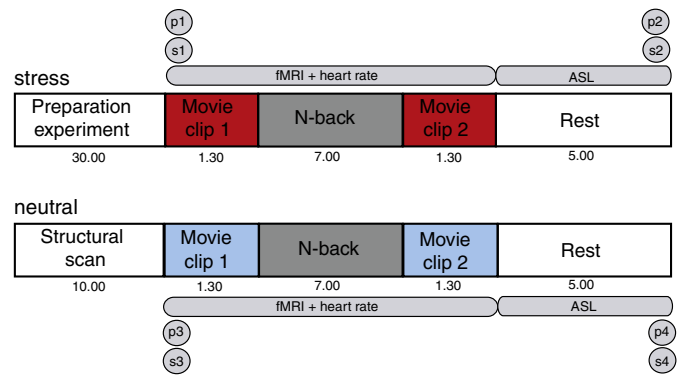 p1 p2
s1 s2
fMRI + heart rate ASL
stress
Preparation experiment Movie clip 1 N-back Movie clip 2 Rest
30.00 1.30 7.00 1.30 5.00
neutral
Structural scan Movie clip 1 N-back Movie clip 2 Rest
10.00 1.30 7.00 1.30 5.00
fMRI + heart rate ASL
p3 p4
s3 s4